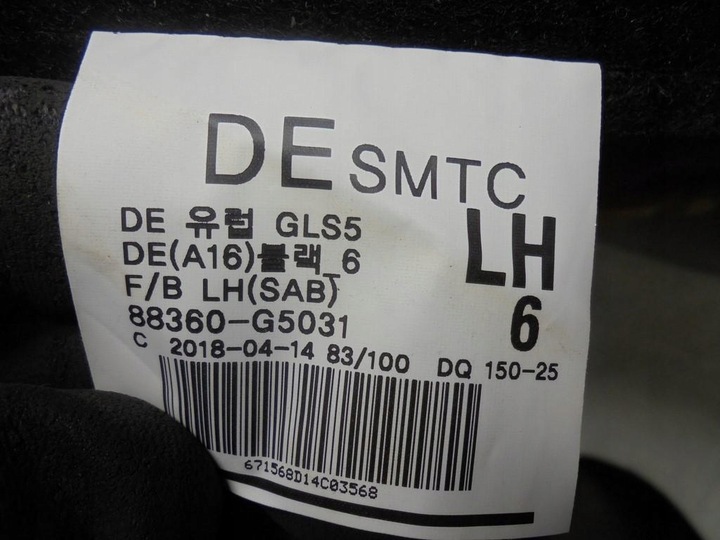 DE SMTC
DE 유럽 GLS5
DE(A16)블랙_6
LH
F/B LH(SAB)
6
88360-G5031
C 2018-04-14 83/100 DQ 150-25
671568D14C03568